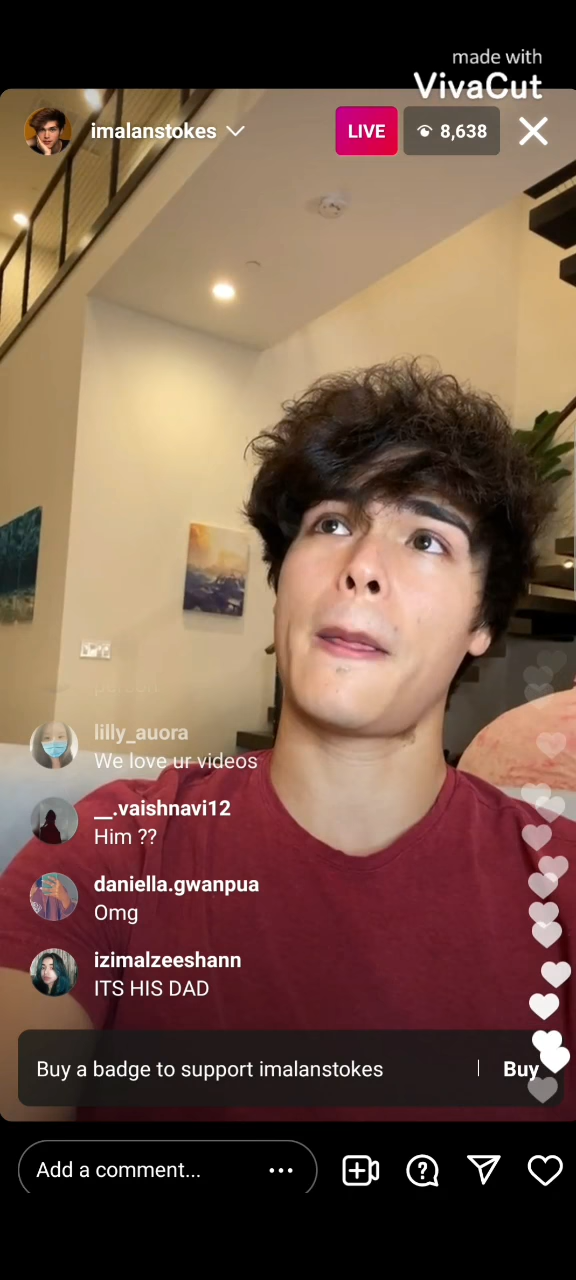 made with
VivaCut
imalanstokes
LIVE
8,638
person
lilly_auora
We love ur videos
__.vaishnavi12
Him ??
daniella.gwanpua
Omg
izimalzeeshann
ITS HIS DAD
Buy a badge to support imalanstokes
Buy
Add a comment...